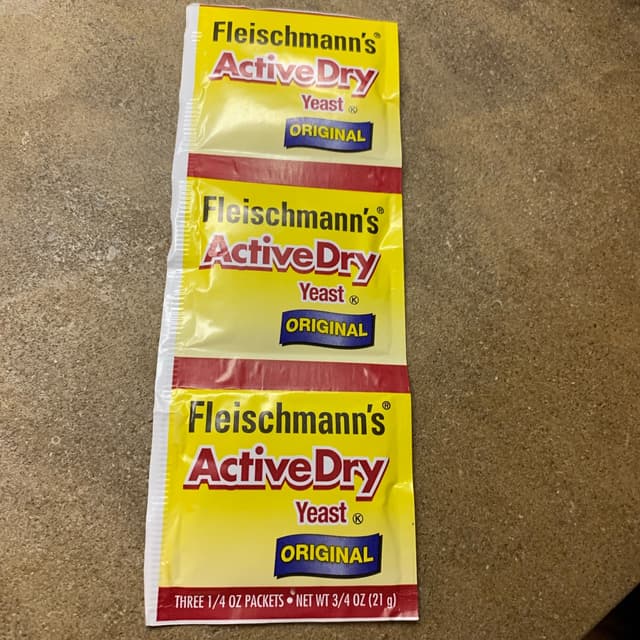 Fleischmann's®
ActiveDry
Yeast Ⓚ
ORIGINAL
Fleischmann's®
ActiveDry
Yeast Ⓚ
ORIGINAL
Fleischmann's®
ActiveDry
Yeast Ⓚ
ORIGINAL
THREE 1/4 OZ PACKETS • NET WT 3/4 OZ (21 g)